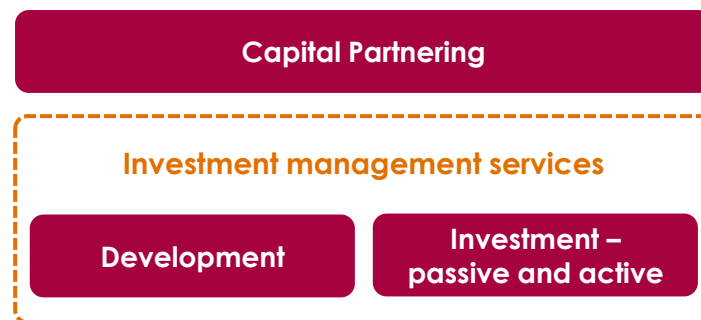 Capital Partnering
Investment management services
Development
Investment –
passive and active